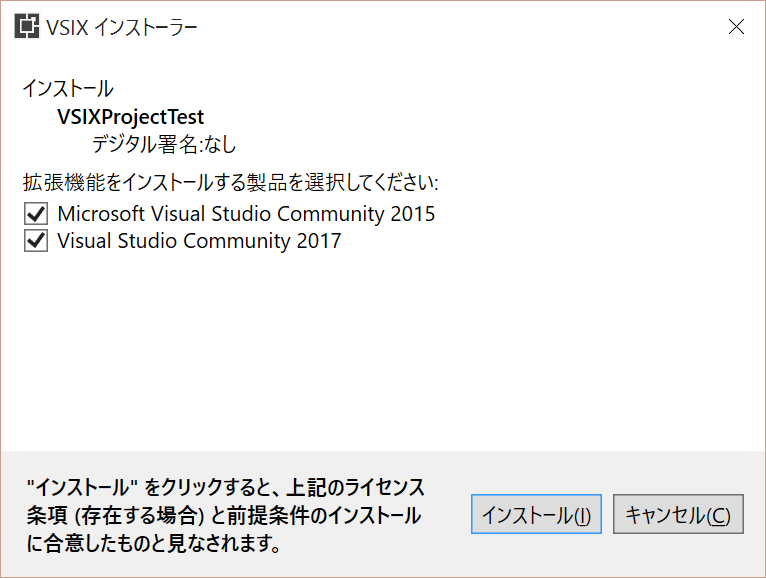 VSIX インストーラー
インストール
VSIXProjectTest
デジタル署名:なし
拡張機能をインストールする製品を選択してください:
Microsoft Visual Studio Community 2015
Visual Studio Community 2017
"インストール" をクリックすると、上記のライセンス
条項 (存在する場合) と前提条件のインストール
に合意したものと見なされます。
インストール(I)
キャンセル(C)